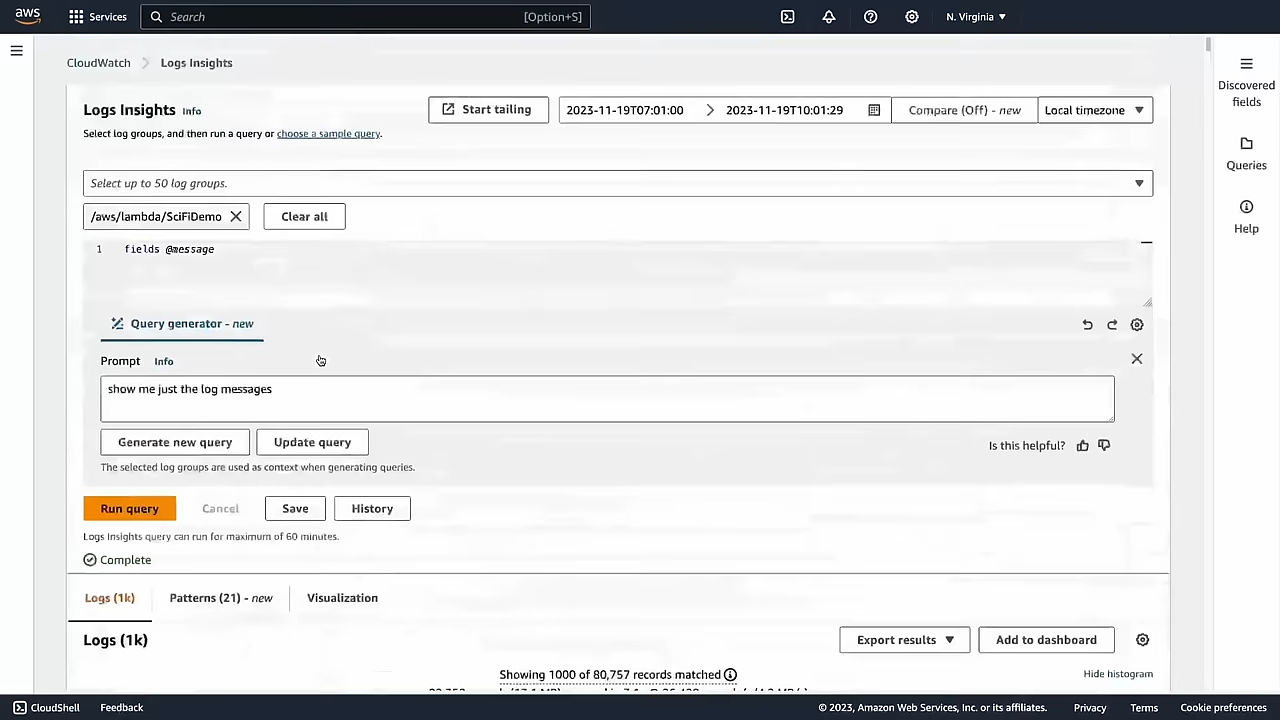 aws
Services
Search [Option+S]
N. Virginia
CloudWatch
Logs Insights
Discovered fields
Queries
Help
Logs Insights Info
Start tailing
2023-11-19T07:01:00
2023-11-19T10:01:29
Compare (Off) - new
Local timezone
Select log groups, and then run a query or choose a sample query.
Select up to 50 log groups.
/aws/lambda/SciFiDemo
Clear all
1 fields @message
Query generator - new
Prompt Info
show me just the log messages
Generate new query
Update query
Is this helpful?
The selected log groups are used as context when generating queries.
Run query
Cancel
Save
History
Logs Insights query can run for maximum of 60 minutes.
Complete
Logs (1k)
Patterns (21) - new
Visualization
Logs (1k)
Export results
Add to dashboard
Showing 1000 of 80,757 records matched
Hide histogram
CloudShell
Feedback
© 2023, Amazon Web Services, Inc. or its affiliates.
Privacy
Terms
Cookie preferences